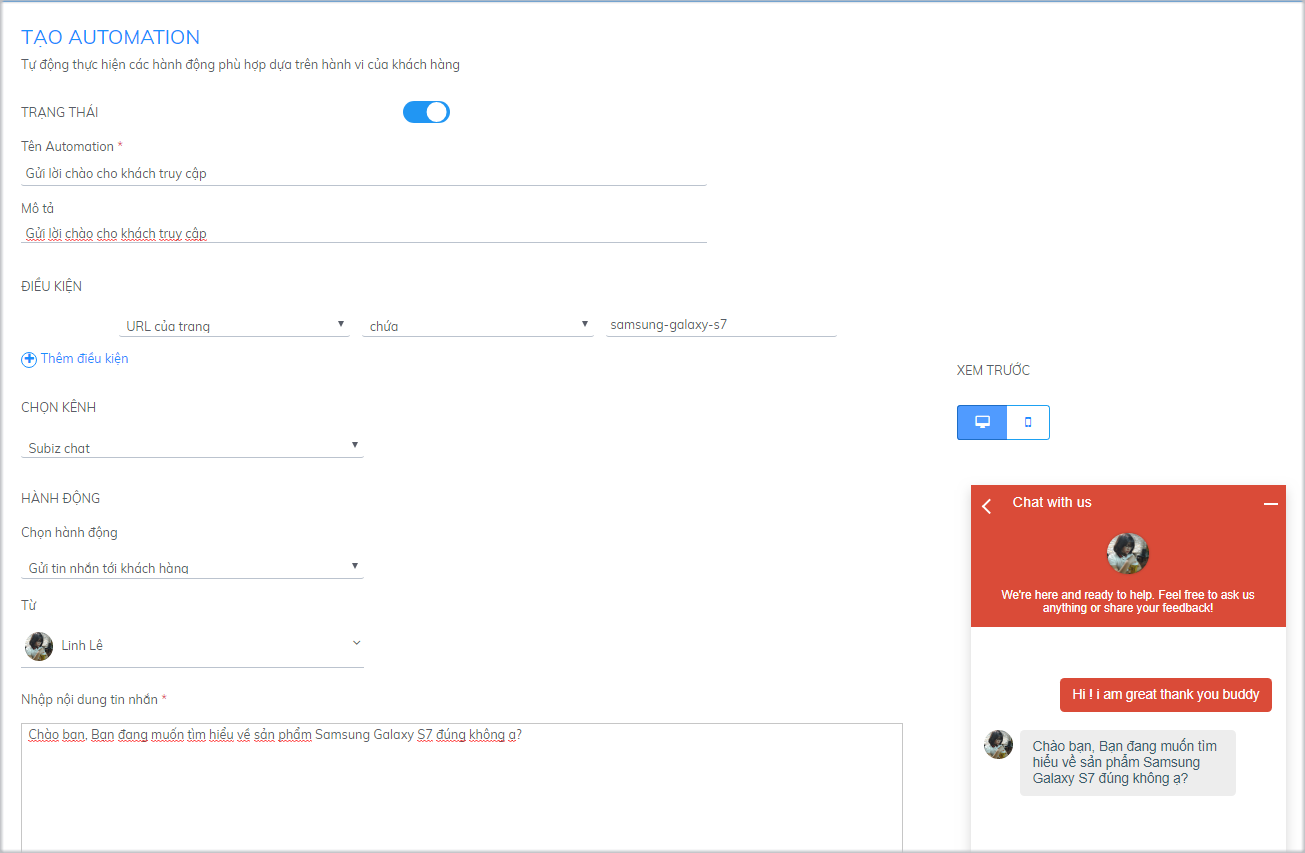 TẠO AUTOMATION
Tự động thực hiện các hành động phù hợp dựa trên hành vi của khách hàng
TRẠNG THÁI
Tên Automation *
Gửi lời chào cho khách truy cập
Mô tả
Gửi lời chào cho khách truy cập
ĐIỀU KIỆN
URL của trang chứa samsung-galaxy-s7
Thêm điều kiện
CHỌN KÊNH
Subiz chat
HÀNH ĐỘNG
Chọn hành động
Gửi tin nhắn tới khách hàng
Từ
Linh Lê
Nhập nội dung tin nhắn *
Chào bạn, Bạn đang muốn tìm hiểu về sản phẩm Samsung Galaxy S7 đúng không ạ?
XEM TRƯỚC
Chat with us
We're here and ready to help. Feel free to ask us
anything or share your feedback!
Hi ! i am great thank you buddy
Chào bạn, Bạn đang muốn tìm
hiểu về sản phẩm Samsung
Galaxy S7 đúng không ạ?